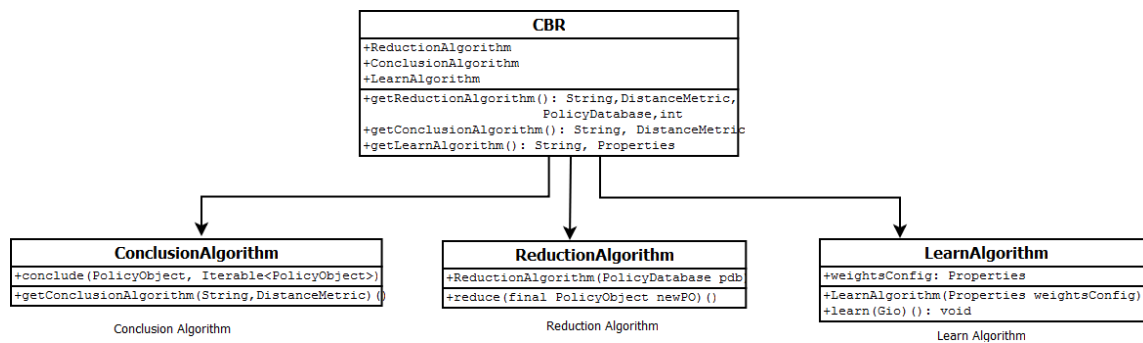 CBR
+ReductionAlgorithm
+ConclusionAlgorithm
+LearnAlgorithm
+getReductionAlgorithm(): String,DistanceMetric,
PolicyDatabase,int
+getConclusionAlgorithm(): String, DistanceMetric
+getLearnAlgorithm(): String, Properties
ConclusionAlgorithm
+conclude(PolicyObject, Iterable<PolicyObject>)
+getConclusionAlgorithm(String,DistanceMetric)()
Conclusion Algorithm
ReductionAlgorithm
+ReductionAlgorithm(PolicyDatabase pdb)
+reduce(final PolicyObject newPO)()
Reduction Algorithm
LearnAlgorithm
+weightsConfig: Properties
+LearnAlgorithm(Properties weightsConfig)
+learn(Gio)(): void
Learn Algorithm